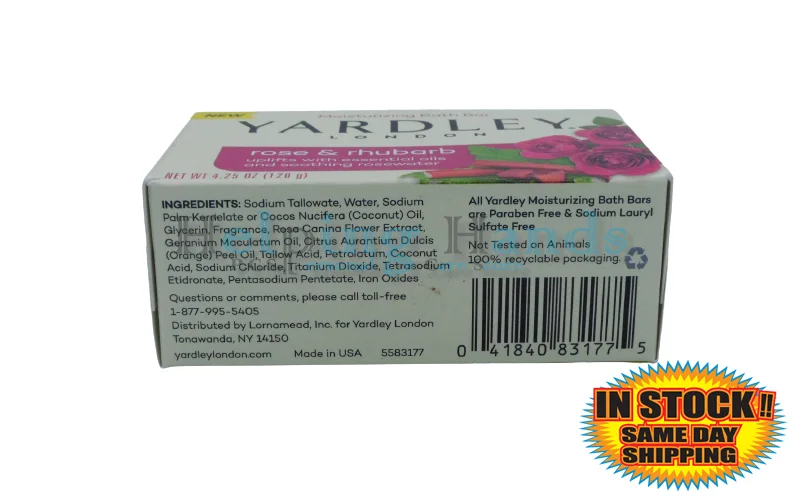 NEW
Moisturizing Bath Bar
YARDLEY
LONDON
rose & rhubarb
uplifts with essential oils
and soothing rosewater
NET WT 4.25 OZ (120 g)
INGREDIENTS: Sodium Tallowate, Water, Sodium
Palm Kernelate or Cocos Nucifera (Coconut) Oil,
Glycerin, Fragrance, Rosa Canina Flower Extract,
Geranium Maculatum Oil, Citrus Aurantium Dulcis
(Orange) Peel Oil, Tallow Acid, Petrolatum, Coconut
Acid, Sodium Chloride, Titanium Dioxide, Tetrasodium
Etidronate, Pentasodium Pentetate, Iron Oxides
Questions or comments, please call toll-free
1-877-995-5405
Distributed by Lornamead, Inc. for Yardley London
Tonawanda, NY 14150
yardleylondon.com Made in USA 5583177
All Yardley Moisturizing Bath Bars
are Paraben Free & Sodium Lauryl
Sulfate Free
Not Tested on Animals
100% recyclable packaging.
0 41840 83177 5
Helping Hands
IN STOCK!!
SAME DAY
SHIPPING